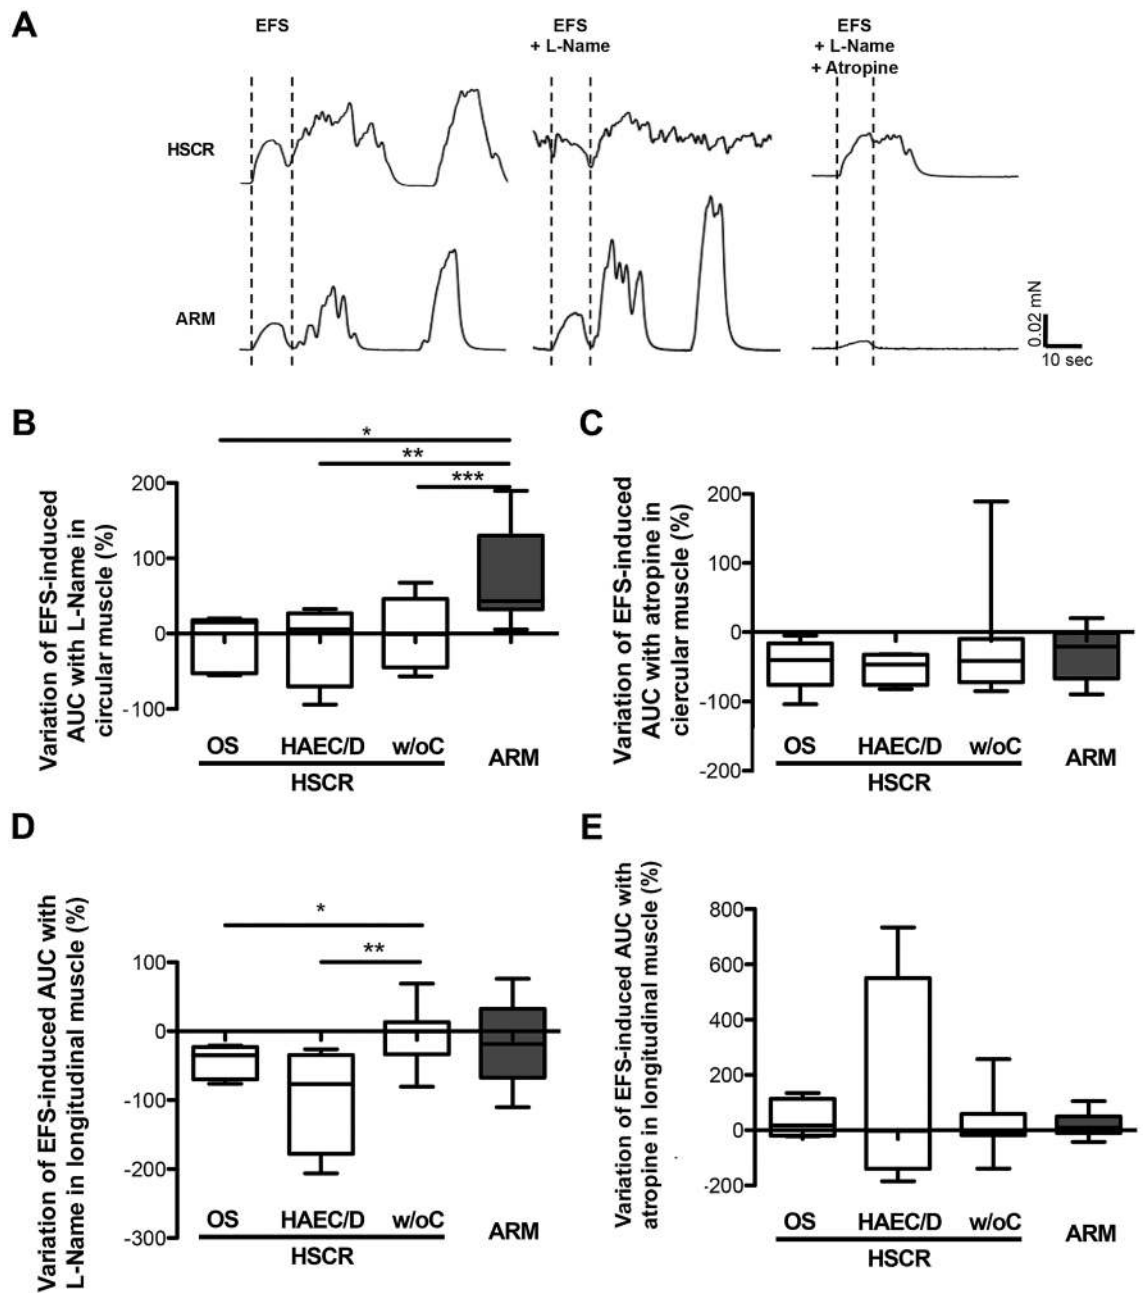 A
EFS
EFS
+ L-Name
EFS
+ L-Name
+ Atropine
HSCR
ARM
0.02 mN
10 sec
B
*
**
***
Variation of EFS-induced
AUC with L-Name in
circular muscle (%)
200
100
0
-100
OS HAEC/D w/oC ARM
HSCR
C
Variation of EFS-induced
AUC with atropine in
ciercular muscle (%)
200
100
0
-100
-200
OS HAEC/D w/oC ARM
HSCR
D
*
**
Variation of EFS-induced AUC with
L-Name in longitudinal muscle (%)
100
0
-100
-200
-300
OS HAEC/D w/oC ARM
HSCR
E
Variation of EFS-induced AUC with
atropine in longitudinal muscle (%)
800
600
400
200
0
-200
OS HAEC/D w/oC ARM
HSCR